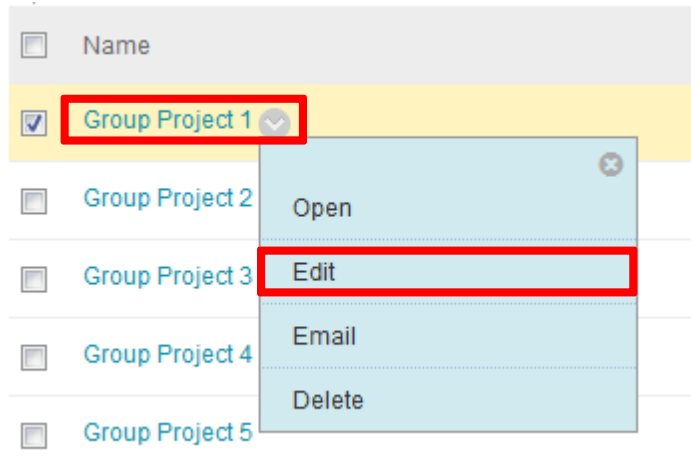 Name
Group Project 1
Group Project 2
Open
Group Project 3
Edit
Group Project 4
Email
Delete
Group Project 5